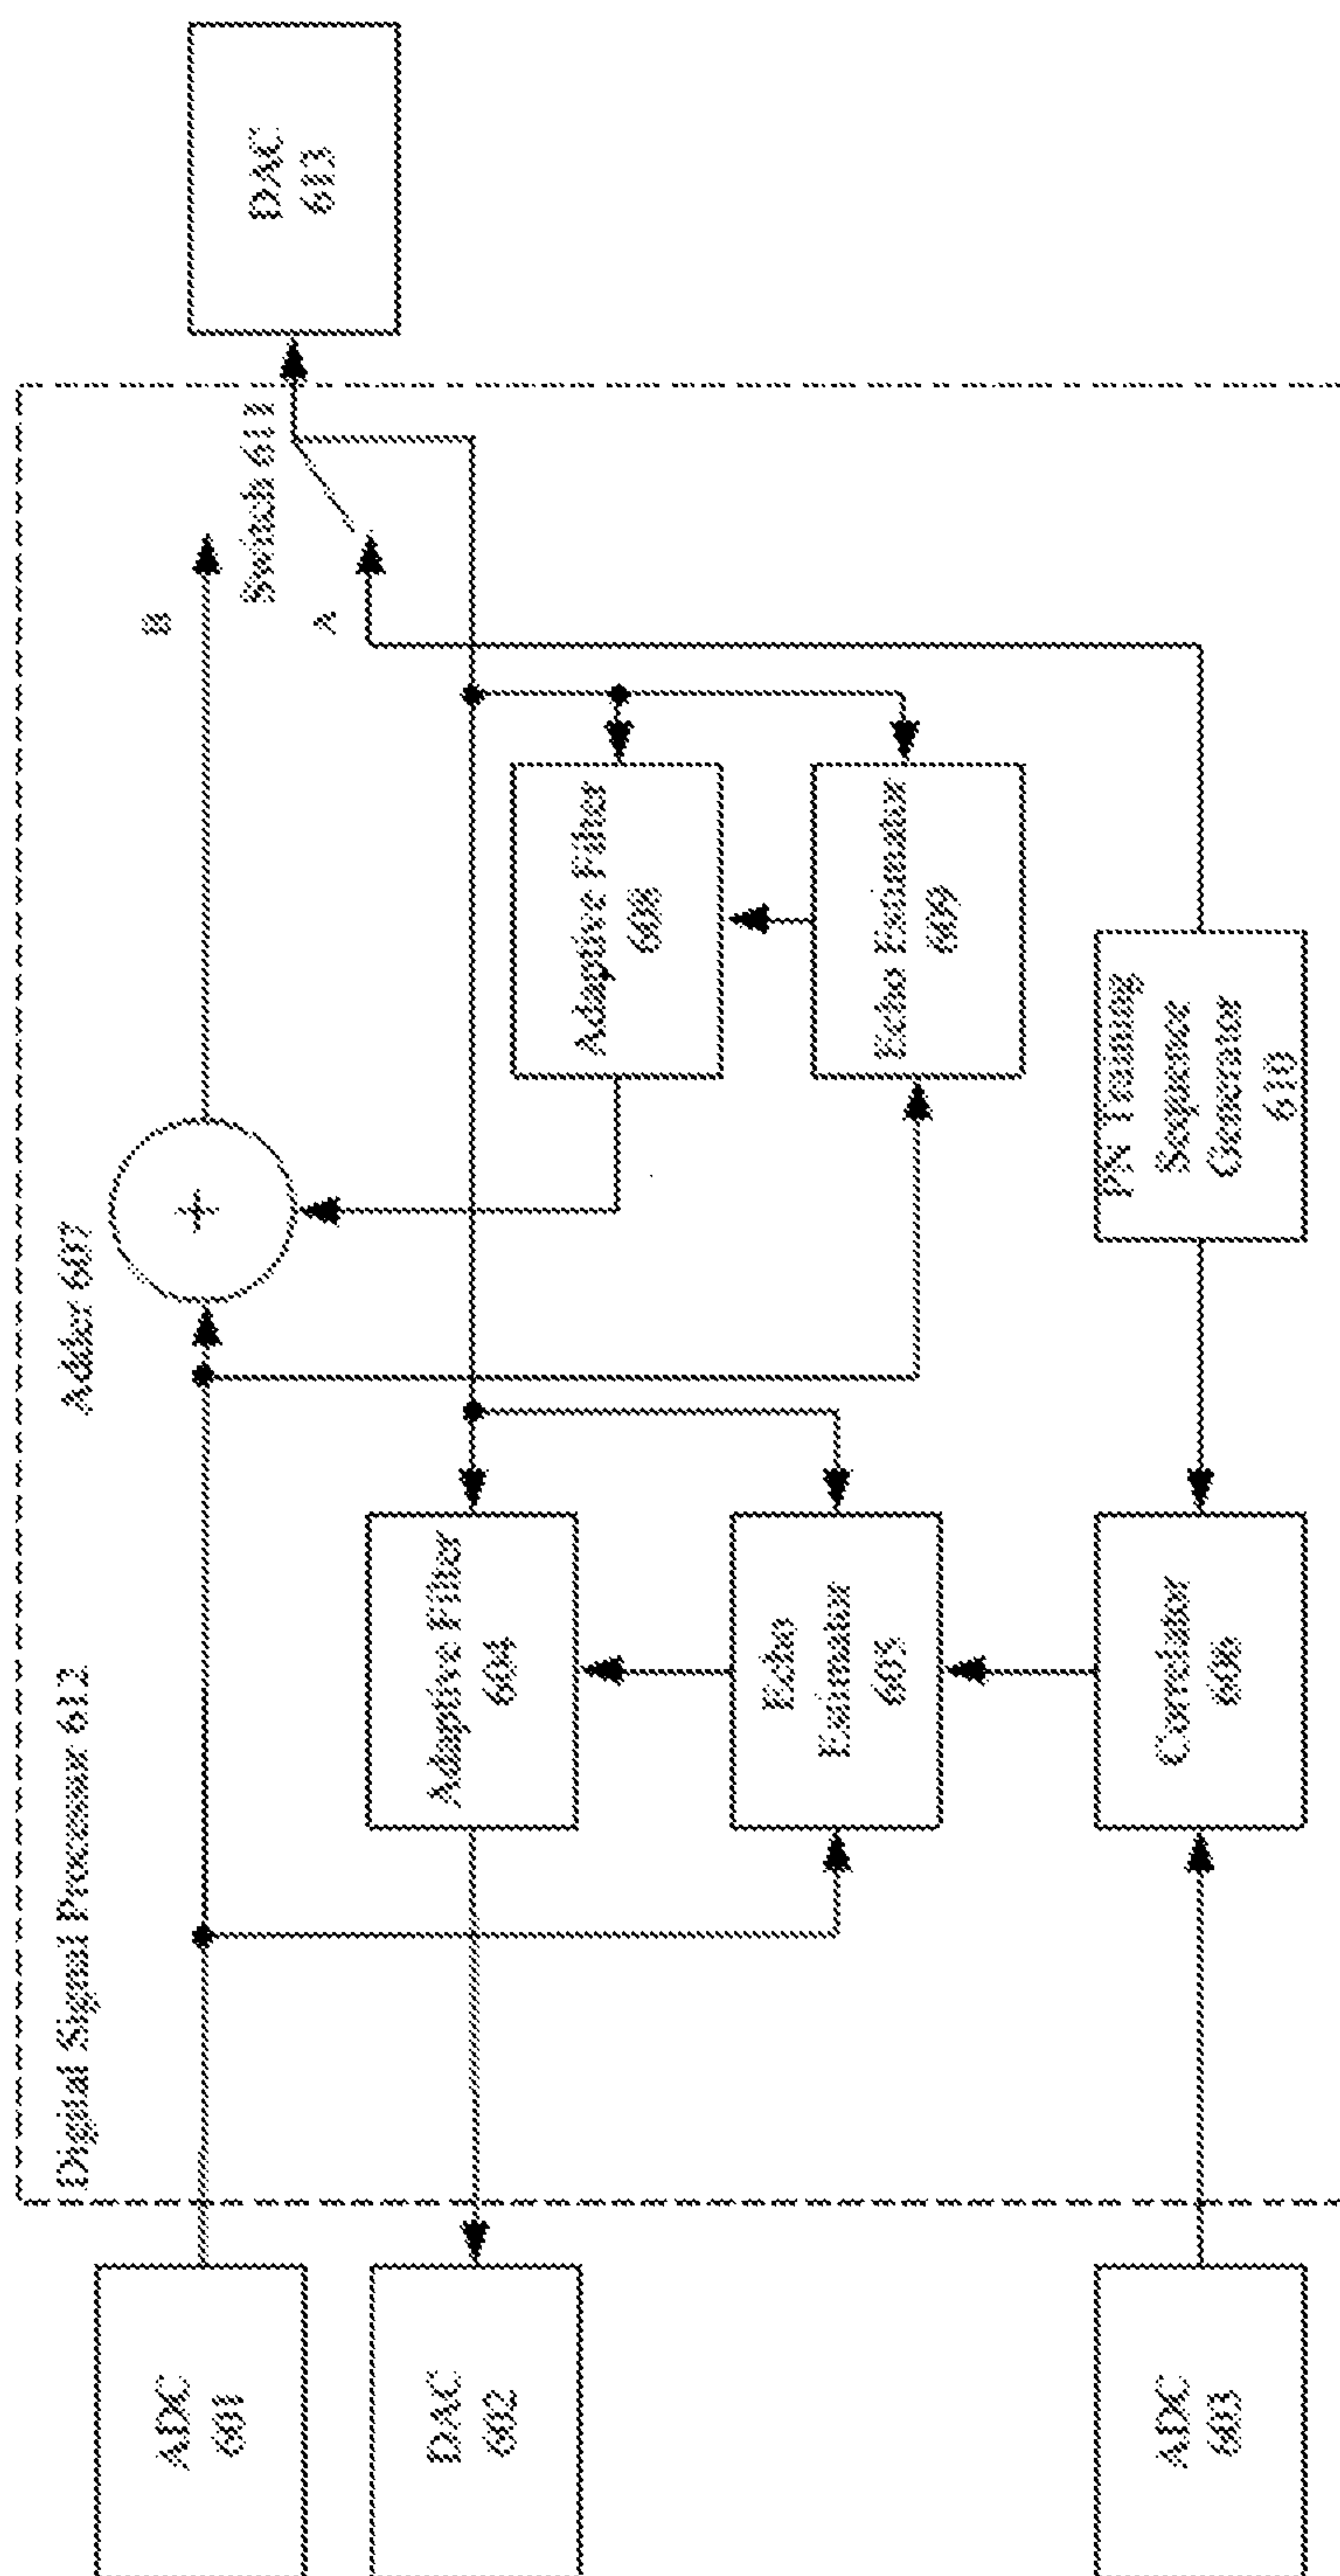 Digital Signal Processor 612
Adder 607
ADC
601
B
Switch 611
DAC
613
A
DAC
602
Adaptive Filter
604
Adaptive Filter
608
Echo
Estimator
605
Echo Estimator
609
ADC
603
Correlator
606
PN Training
Sequence
Generator
610